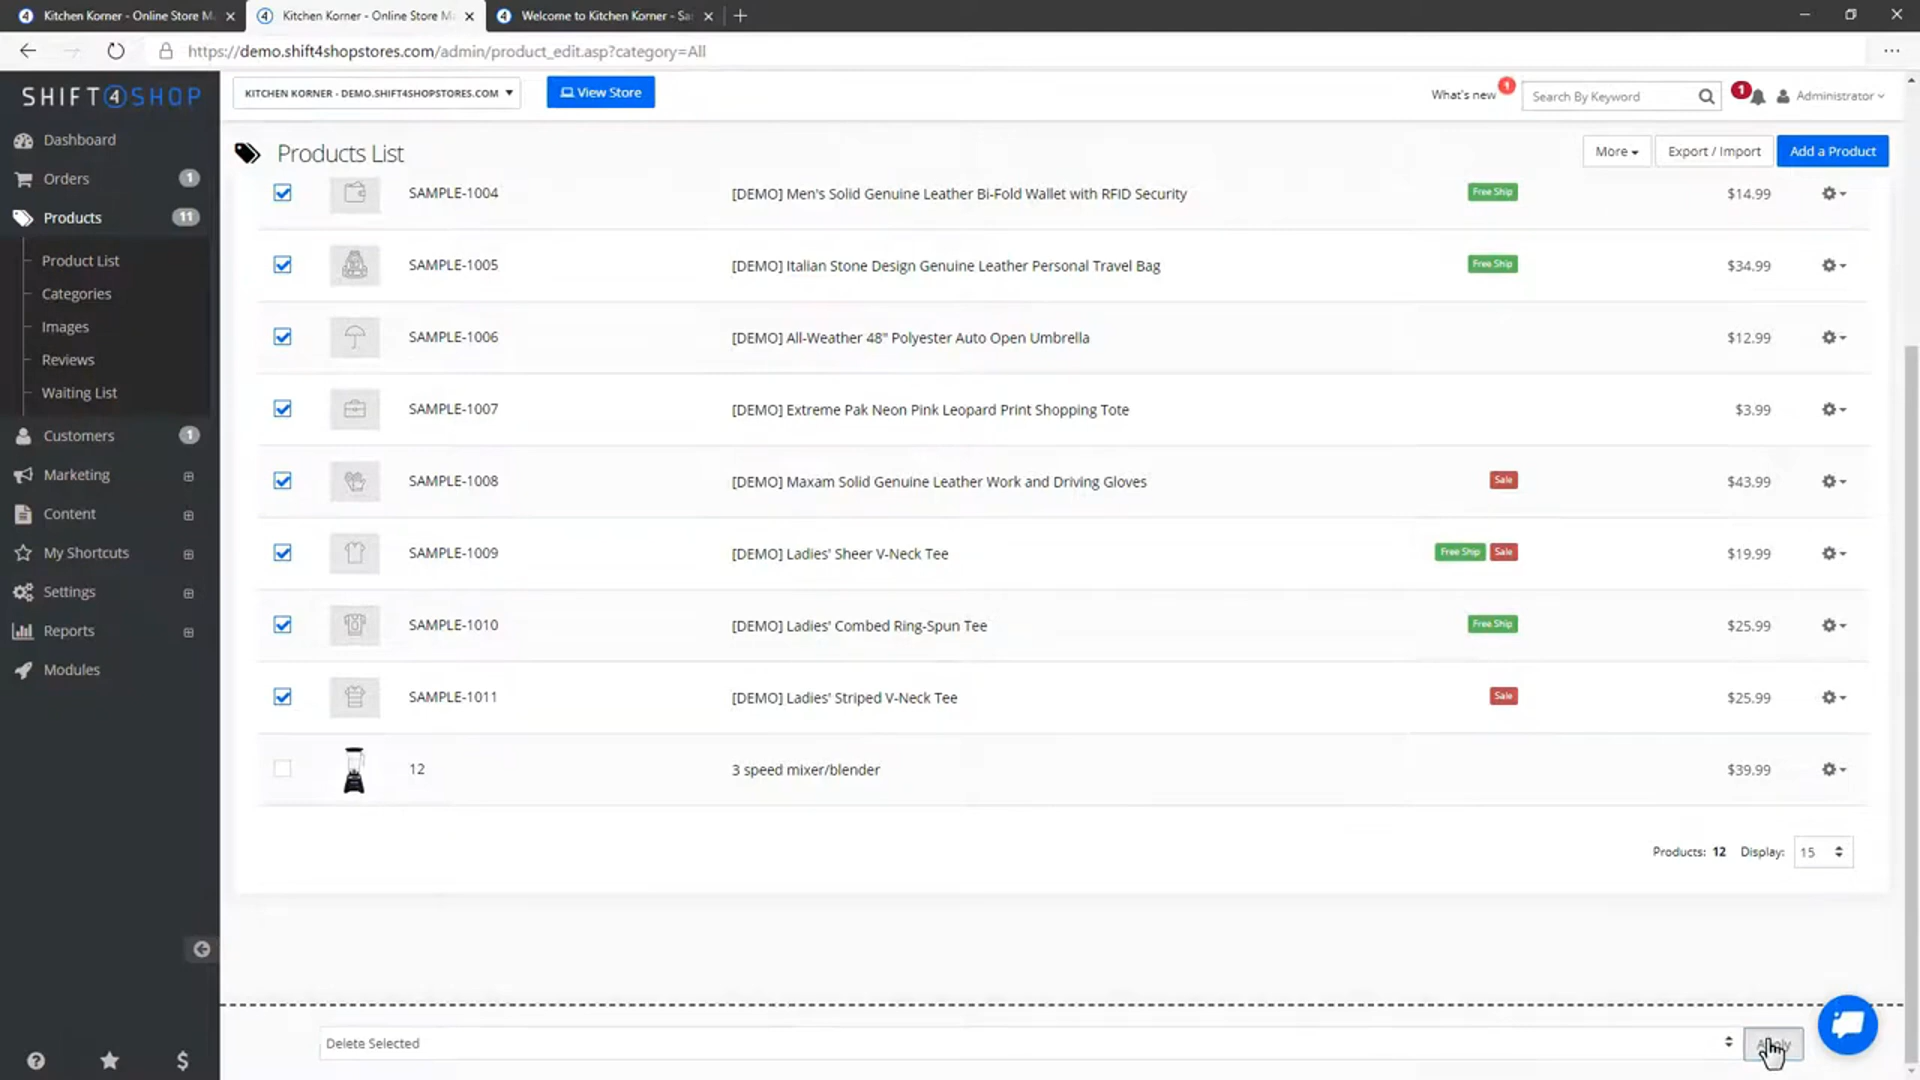 Kitchen Korner - Online Store M
Kitchen Korner - Online Store M
Welcome to Kitchen Korner - Sa
https://demo.shift4shopstores.com/admin/product_edit.asp?category=All
SHIFT4SHOP
KITCHEN KORNER - DEMO.SHIFT4SHOPSTORES.COM
View Store
What's new
1
Search By Keyword
1
Administrator
Dashboard
Orders 1
Products 11
Product List
Categories
Images
Reviews
Waiting List
Customers 1
Marketing
Content
My Shortcuts
Settings
Reports
Modules
Products List
More
Export / Import
Add a Product
SAMPLE-1004 [DEMO] Men's Solid Genuine Leather Bi-Fold Wallet with RFID Security Free Ship $14.99
SAMPLE-1005 [DEMO] Italian Stone Design Genuine Leather Personal Travel Bag Free Ship $34.99
SAMPLE-1006 [DEMO] All-Weather 48" Polyester Auto Open Umbrella $12.99
SAMPLE-1007 [DEMO] Extreme Pak Neon Pink Leopard Print Shopping Tote $3.99
SAMPLE-1008 [DEMO] Maxam Solid Genuine Leather Work and Driving Gloves Sale $43.99
SAMPLE-1009 [DEMO] Ladies' Sheer V-Neck Tee Free Ship Sale $19.99
SAMPLE-1010 [DEMO] Ladies' Combed Ring-Spun Tee Free Ship $25.99
SAMPLE-1011 [DEMO] Ladies' Striped V-Neck Tee Sale $25.99
12 3 speed mixer/blender $39.99
Products: 12 Display: 15
Delete Selected
Apply